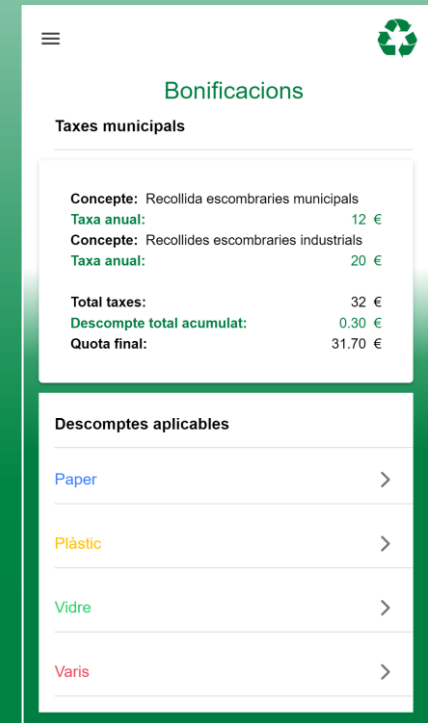 Bonificacions
Taxes municipals
Concepte: Recollida escombraries municipals
Taxa anual: 12 €
Concepte: Recollides escombraries industrials
Taxa anual: 20 €
Total taxes: 32 €
Descompte total acumulat: 0.30 €
Quota final: 31.70 €
Descomptes aplicables
Paper
Plàstic
Vidre
Varis